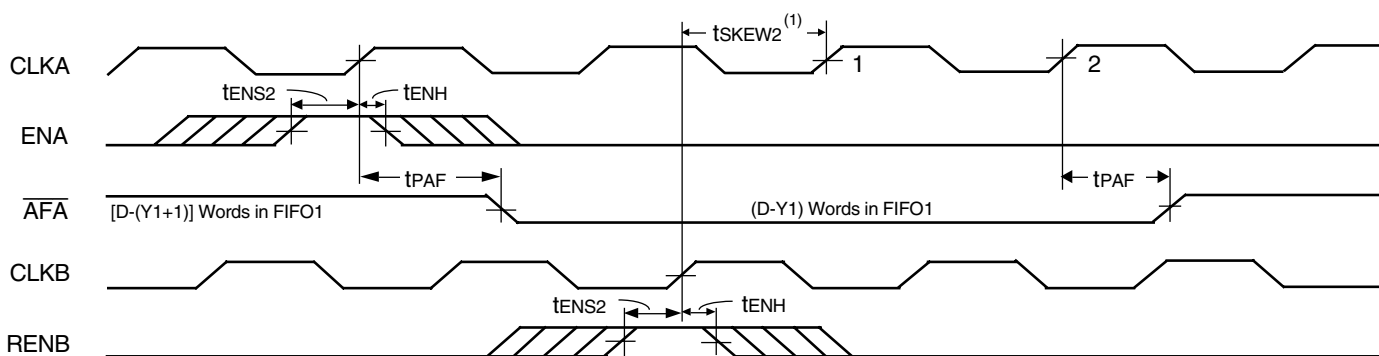 tSKEW2 (1)
CLKA
1
2
tENS2
tENH
ENA
tPAF
tPAF
AFA
[D-(Y1+1)] Words in FIFO1
(D-Y1) Words in FIFO1
CLKB
tENS2
tENH
RENB